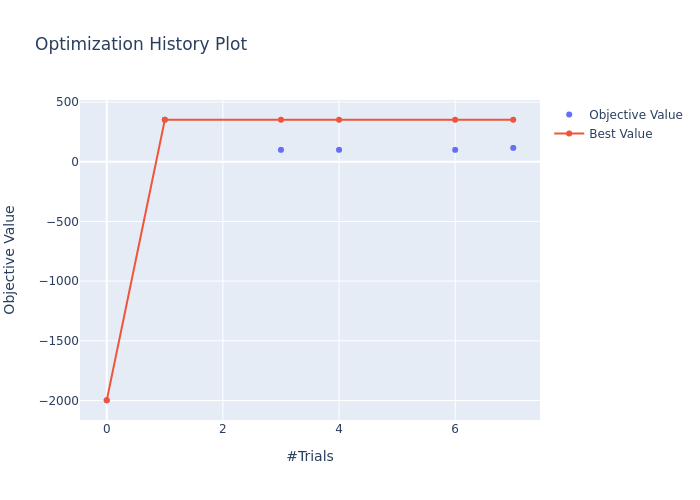 Optimization History Plot
500
0
−500
−1000
−1500
−2000
0
2
4
6
#Trials
Objective Value
Objective Value
Best Value